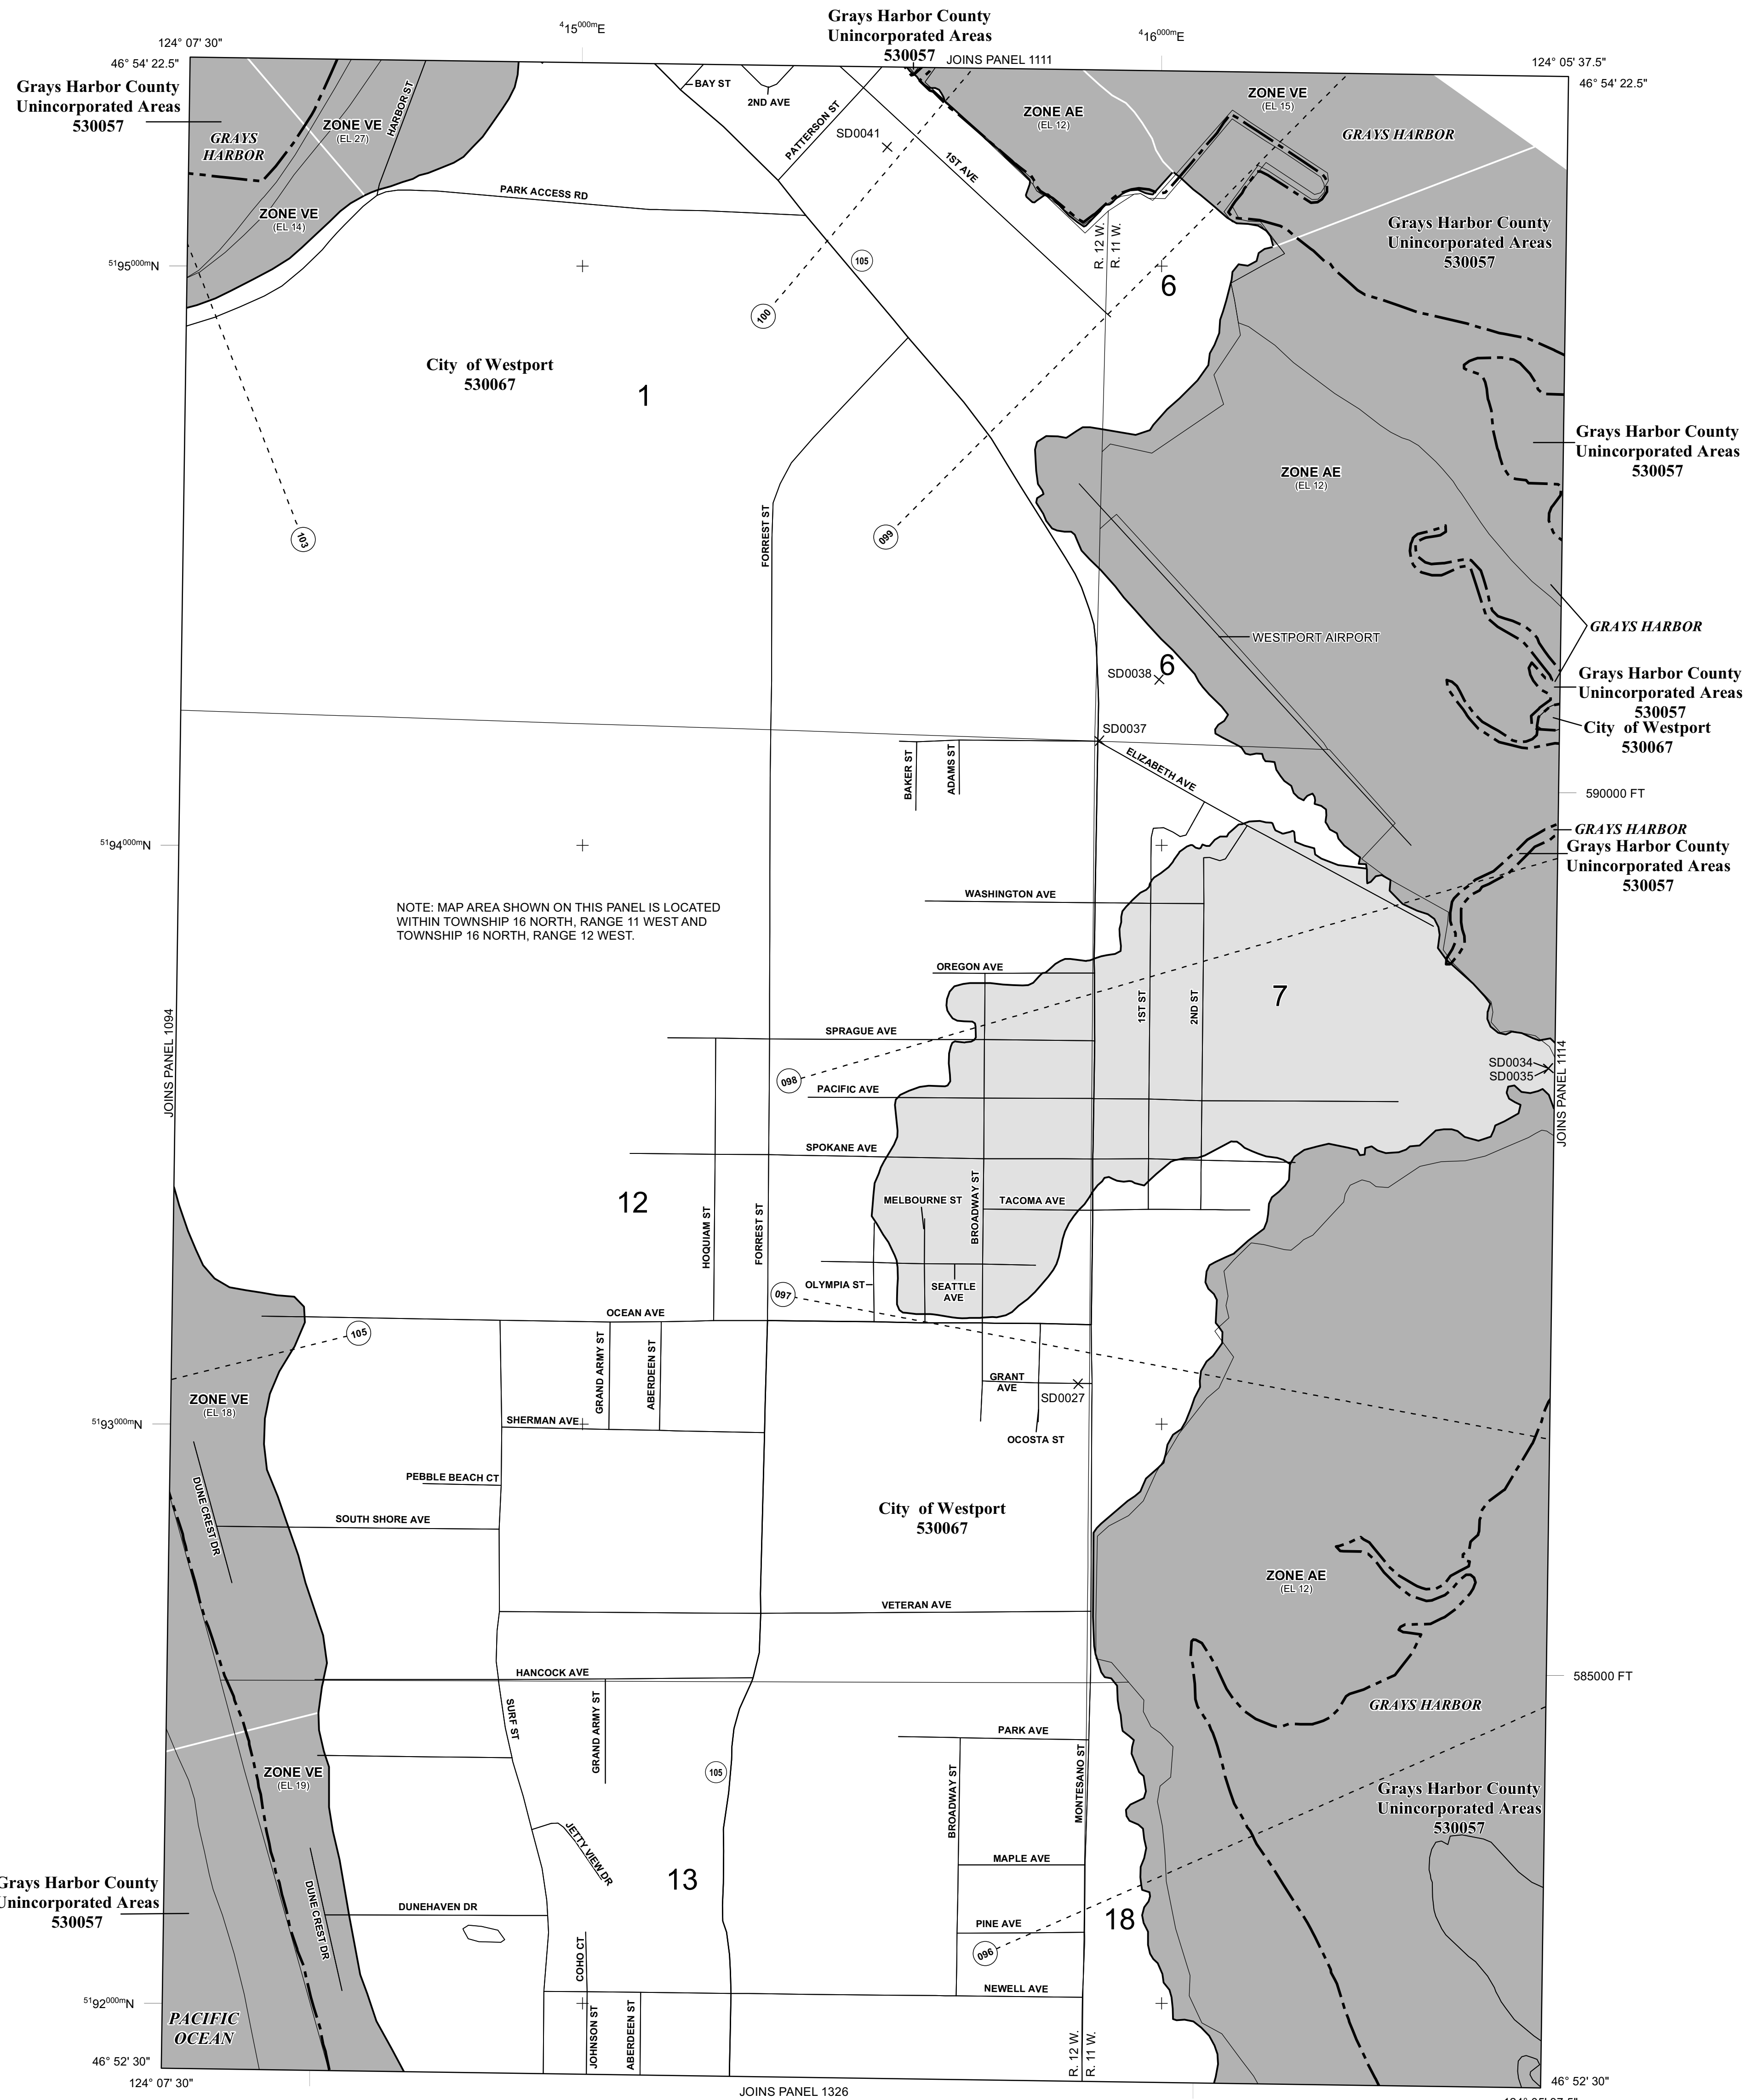 Grays Harbor County
Unincorporated Areas
530057
JOINS PANEL 1111
415000mE
416000mE
124° 07' 30"
46° 54' 22.5"
124° 05' 37.5"
46° 54' 22.5"
Grays Harbor County
Unincorporated Areas
530057
GRAYS
HARBOR
ZONE VE
(EL 27)
HARBOR ST
ZONE VE
(EL 14)
BAY ST
2ND AVE
PATTERSON ST
SD0041
1ST AVE
ZONE AE
(EL 12)
ZONE VE
(EL 15)
GRAYS HARBOR
PARK ACCESS RD
Grays Harbor County
Unincorporated Areas
530057
R. 12 W.
R. 11 W.
5195000mN
105
6
100
City of Westport
530067
1
Grays Harbor County
Unincorporated Areas
530057
ZONE AE
(EL 12)
103
FORREST ST
099
WESTPORT AIRPORT
GRAYS HARBOR
SD0038
6
Grays Harbor County
Unincorporated Areas
530057
City of Westport
530067
SD0037
ELIZABETH AVE
BAKER ST
ADAMS ST
590000 FT
GRAYS HARBOR
Grays Harbor County
Unincorporated Areas
530057
5194000mN
NOTE: MAP AREA SHOWN ON THIS PANEL IS LOCATED
WITHIN TOWNSHIP 16 NORTH, RANGE 11 WEST AND
TOWNSHIP 16 NORTH, RANGE 12 WEST.
WASHINGTON AVE
OREGON AVE
7
1ST ST
2ND ST
JOINS PANEL 1094
SPRAGUE AVE
098
PACIFIC AVE
SD0034
SD0035
JOINS PANEL 1114
SPOKANE AVE
12
MELBOURNE ST
BROADWAY ST
TACOMA AVE
HOQUIAM ST
FORREST ST
OLYMPIA ST
SEATTLE
AVE
097
OCEAN AVE
105
GRAND ARMY ST
ABERDEEN ST
GRANT
AVE
SD0027
ZONE VE
(EL 18)
5193000mN
SHERMAN AVE
OCOSTA ST
PEBBLE BEACH CT
DUNE CREST DR
SOUTH SHORE AVE
City of Westport
530067
ZONE AE
(EL 12)
VETERAN AVE
HANCOCK AVE
585000 FT
SURF ST
GRAND ARMY ST
GRAYS HARBOR
PARK AVE
ZONE VE
(EL 19)
105
BROADWAY ST
MONTESANO ST
Grays Harbor County
Unincorporated Areas
530057
JETTY VIEW DR
MAPLE AVE
13
Grays Harbor County
Unincorporated Areas
530057
DUNE CREST DR
DUNEHAVEN DR
PINE AVE
18
096
COHO CT
NEWELL AVE
5192000mN
PACIFIC
OCEAN
JOHNSON ST
ABERDEEN ST
R. 12 W.
R. 11 W.
46° 52' 30"
124° 07' 30"
JOINS PANEL 1326
46° 52' 30"